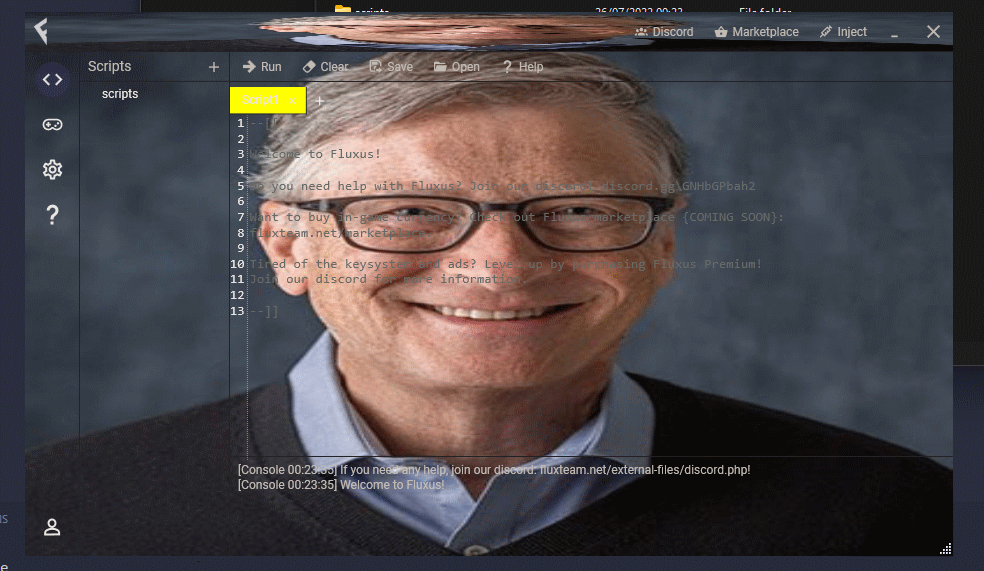 scripts 26/07/2023 00:33 File folder
Discord Marketplace Inject
Scripts + Run Clear Save Open Help
scripts
1 --[[
2
3 Welcome to Fluxus!
4
5 Do you need help with Fluxus? Join our discord: discord.gg/GNHbGPbah2
6
7 Want to buy in-game currency? Check out Fluxus marketplace {COMING SOON}:
8 fluxteam.net/marketplace
9
10 Tired of the keysystem and ads? Level up by purchasing Fluxus Premium!
11 Join our discord for more information
12
13 --]]
[Console 00:23:35] If you need any help, join our discord: fluxteam.net/external-files/discord.php!
[Console 00:23:35] Welcome to Fluxus!